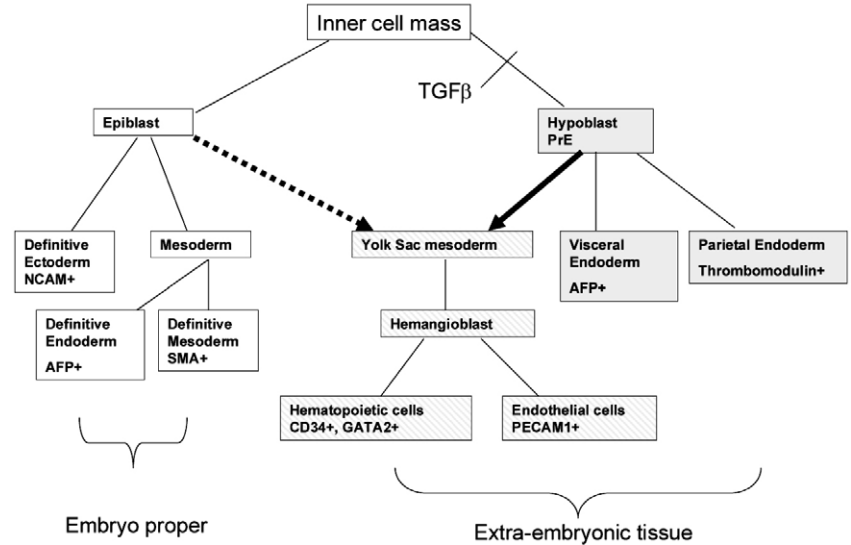 Inner cell mass
TGFβ
Epiblast
Hypoblast
PrE
Definitive
Ectoderm
NCAM+
Mesoderm
Yolk Sac mesoderm
Visceral
Endoderm
AFP+
Parietal Endoderm
Thrombomodulin+
Definitive
Endoderm
AFP+
Definitive
Mesoderm
SMA+
Hemangioblast
Hematopoietic cells
CD34+, GATA2+
Endothelial cells
PECAM1+
Embryo proper
Extra-embryonic tissue